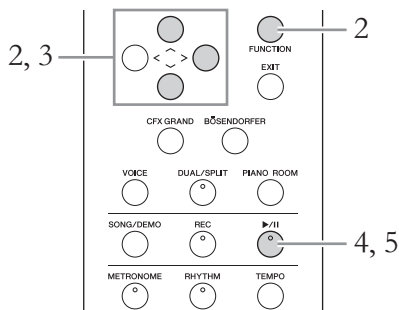 2
FUNCTION
2, 3
< >
EXIT
CFX GRAND BÖSENDORFER
VOICE DUAL/SPLIT PIANO ROOM
SONG/DEMO REC ▶/II
4, 5
METRONOME RHYTHM TEMPO